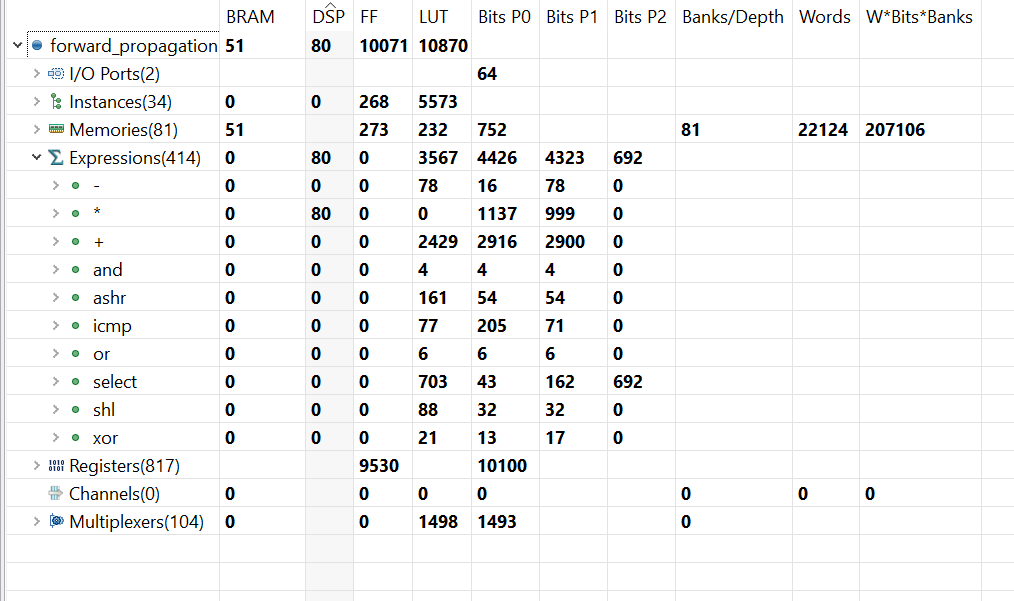 BRAM DSP FF LUT Bits P0 Bits P1 Bits P2 Banks/Depth Words W*Bits*Banks
forward_propagation 51 80 10071 10870
I/O Ports(2) 64
Instances(34) 0 0 268 5573
Memories(81) 51 273 232 752 81 22124 207106
Expressions(414) 0 80 0 3567 4426 4323 692
- 0 0 0 78 16 78 0
* 0 80 0 0 1137 999 0
+ 0 0 0 2429 2916 2900 0
and 0 0 0 4 4 4 0
ashr 0 0 0 161 54 54 0
icmp 0 0 0 77 205 71 0
or 0 0 0 6 6 6 0
select 0 0 0 703 43 162 692
shl 0 0 0 88 32 32 0
xor 0 0 0 21 13 17 0
Registers(817) 9530 10100
Channels(0) 0 0 0 0 0 0 0
Multiplexers(104) 0 0 1498 1493 0